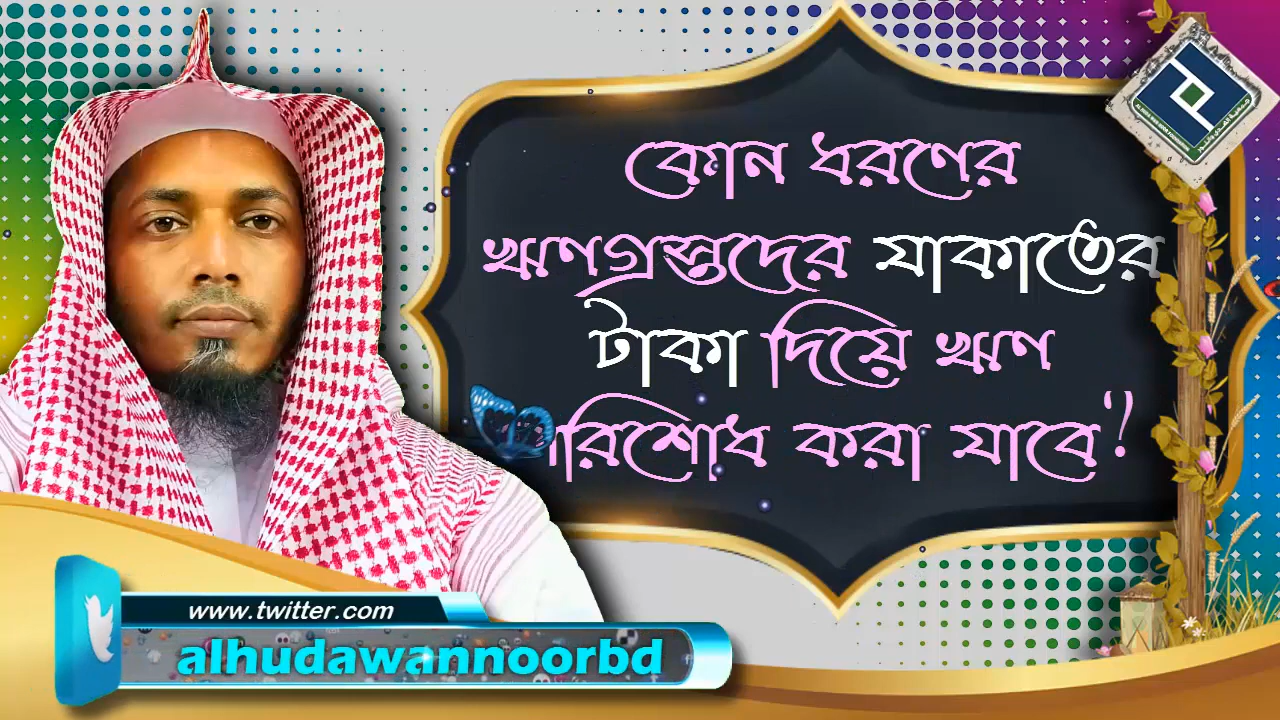 কোন ধরণের
ঋণগ্রস্তদের যাকাতের
টাকা দিয়ে ঋণ
পরিশোধ করা যাবে?
www.twitter.com
alhudawannoorbd